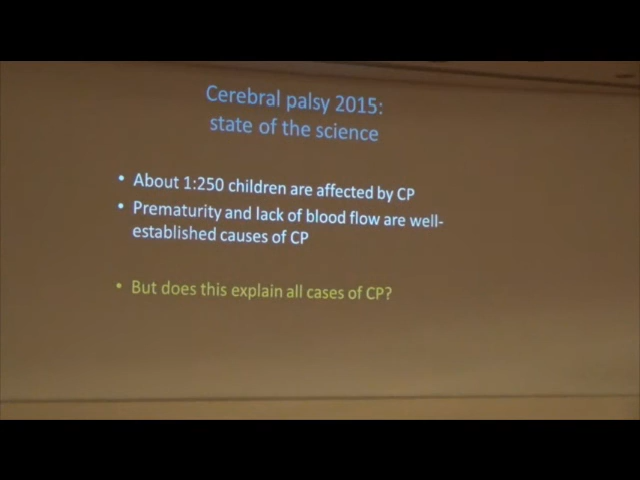 Cerebral palsy 2015:
state of the science
• About 1:250 children are affected by CP
• Prematurity and lack of blood flow are well-
established causes of CP
• But does this explain all cases of CP?